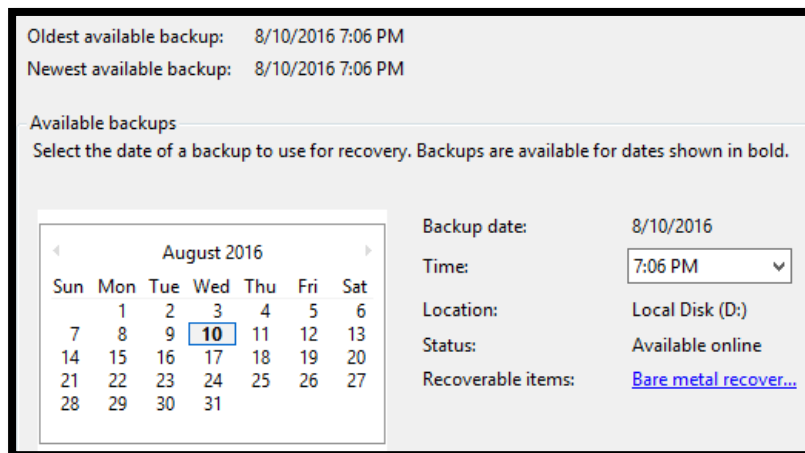 Oldest available backup: 8/10/2016 7:06 PM
Newest available backup: 8/10/2016 7:06 PM
Available backups
Select the date of a backup to use for recovery. Backups are available for dates shown in bold.
August 2016
Sun Mon Tue Wed Thu Fri Sat
1 2 3 4 5 6
7 8 9 10 11 12 13
14 15 16 17 18 19 20
21 22 23 24 25 26 27
28 29 30 31
Backup date: 8/10/2016
Time: 7:06 PM
Location: Local Disk (D:)
Status: Available online
Recoverable items: Bare metal recover...